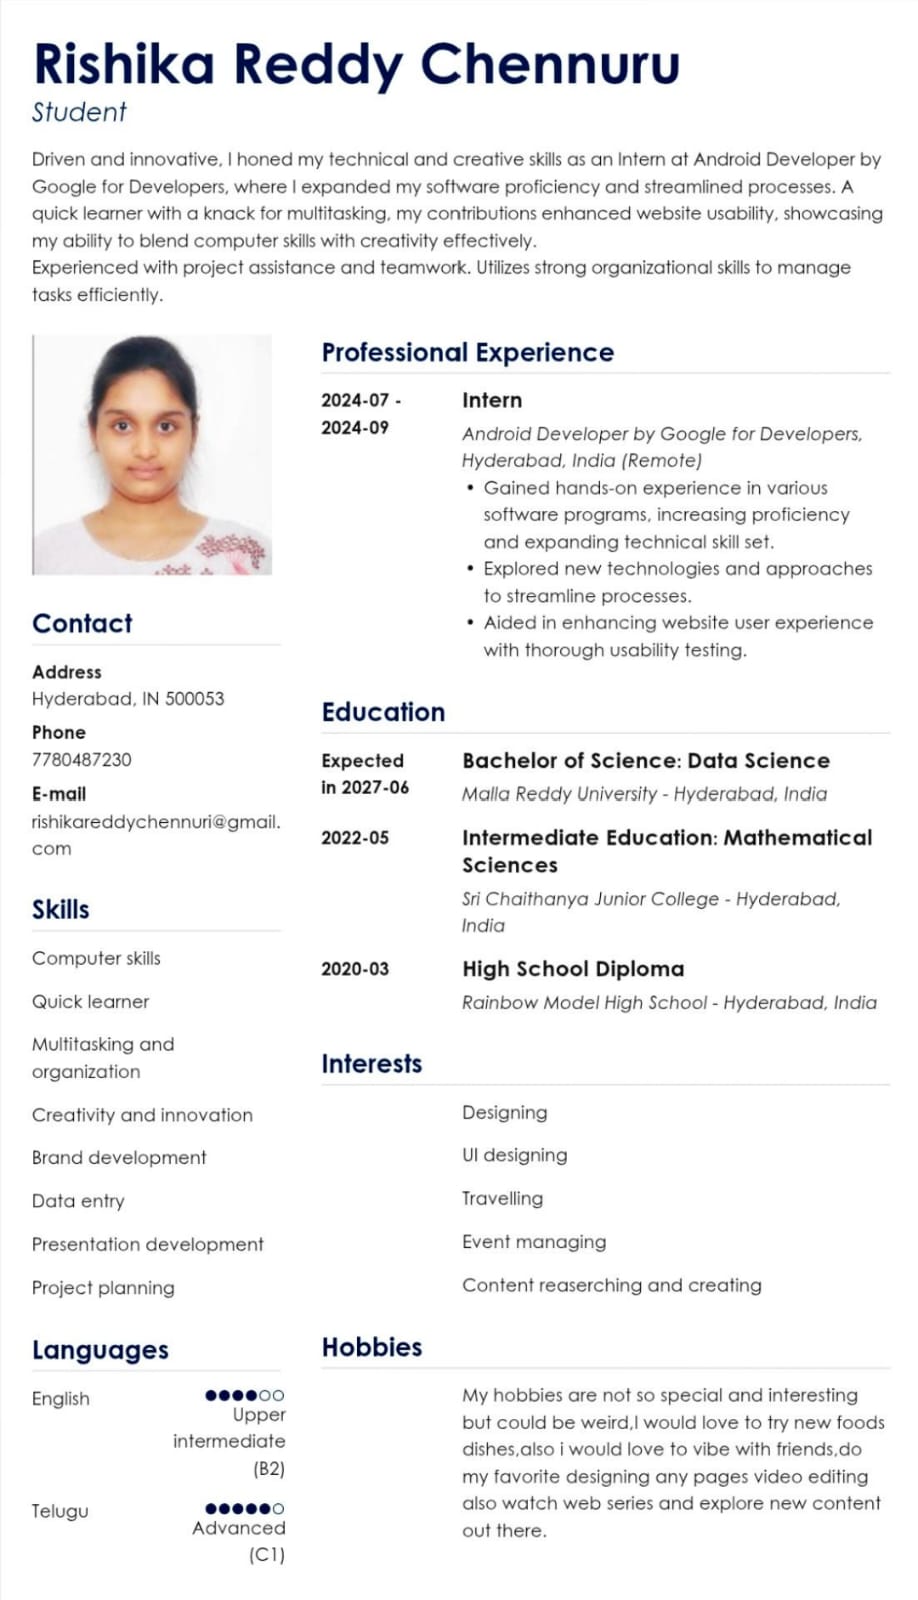 Rishika Reddy Chennuru
Student
Driven and innovative, I honed my technical and creative skills as an Intern at Android Developer by
Google for Developers, where I expanded my software proficiency and streamlined processes. A
quick learner with a knack for multitasking, my contributions enhanced website usability, showcasing
my ability to blend computer skills with creativity effectively.
Experienced with project assistance and teamwork. Utilizes strong organizational skills to manage
tasks efficiently.
Contact
Address
Hyderabad, IN 500053
Phone
7780487230
E-mail
rishikareddychennuri@gmail.
com
Skills
Computer skills
Quick learner
Multitasking and
organization
Creativity and innovation
Brand development
Data entry
Presentation development
Project planning
Languages
English
Upper
intermediate
(B2)
Telugu
Advanced
(C1)
Professional Experience
2024-07 -
2024-09
Intern
Android Developer by Google for Developers,
Hyderabad, India (Remote)
• Gained hands-on experience in various
software programs, increasing proficiency
and expanding technical skill set.
• Explored new technologies and approaches
to streamline processes.
• Aided in enhancing website user experience
with thorough usability testing.
Education
Expected
in 2027-06
Bachelor of Science: Data Science
Malla Reddy University - Hyderabad, India
2022-05
Intermediate Education: Mathematical
Sciences
Sri Chaithanya Junior College - Hyderabad,
India
2020-03
High School Diploma
Rainbow Model High School - Hyderabad, India
Interests
Designing
UI designing
Travelling
Event managing
Content reaserching and creating
Hobbies
My hobbies are not so special and interesting
but could be weird,I would love to try new foods
dishes,also i would love to vibe with friends,do
my favorite designing any pages video editing
also watch web series and explore new content
out there.